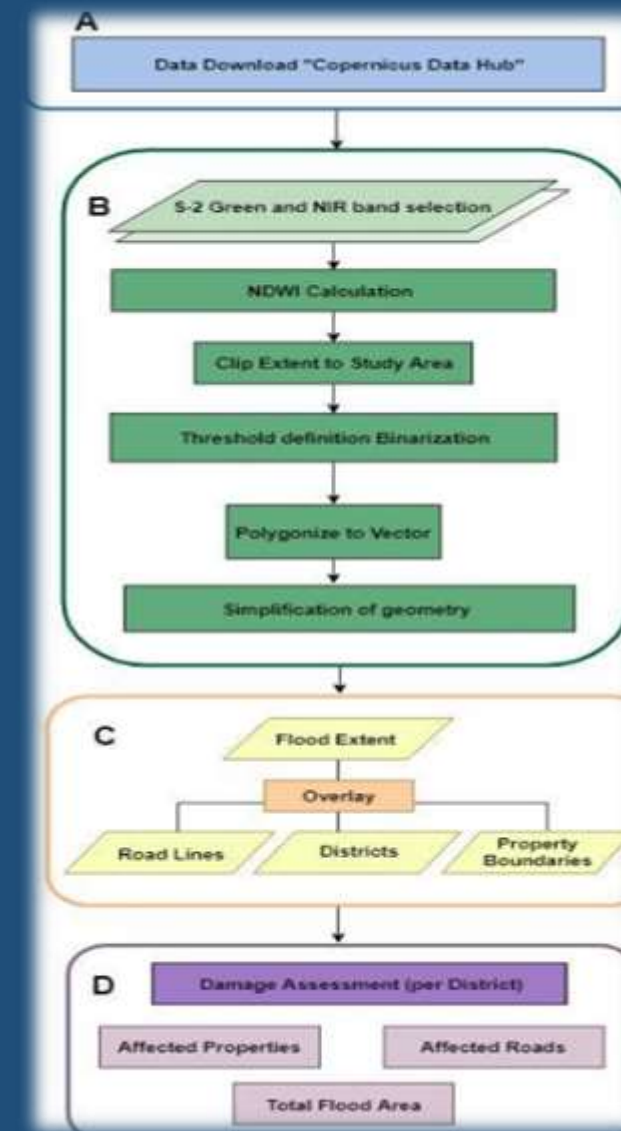 A
Data Download "Copernicus Data Hub"
B
S-2 Green and NIR band selection
NDWI Calculation
Clip Extent to Study Area
Threshold definition Binarization
Polygonize to Vector
Simplification of geometry
C
Flood Extent
Overlay
Road Lines
Districts
Property
Boundaries
D
Damage Assessment (per District)
Affected Properties
Affected Roads
Total Flood Area